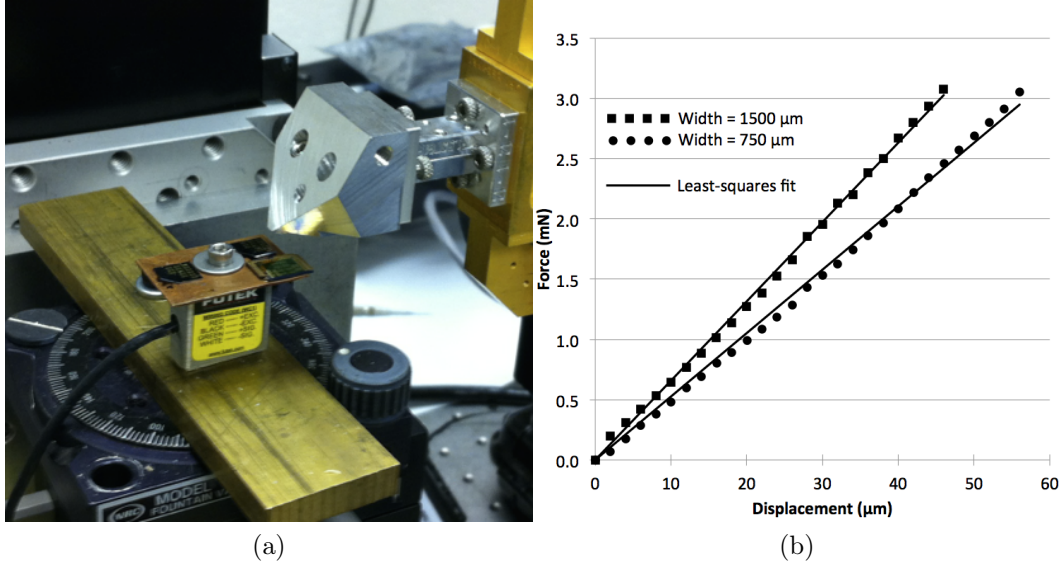 FUTEK
RED
BLACK
GREEN
WHITE
MODEL
FOUNTAIN V
NRC
(a)
3.5
3.0
2.5
2.0
1.5
1.0
0.5
0.0
Force (mN)
Width = 1500 μm
Width = 750 μm
Least-squares fit
0 10 20 30 40 50 60
Displacement (μm)
(b)